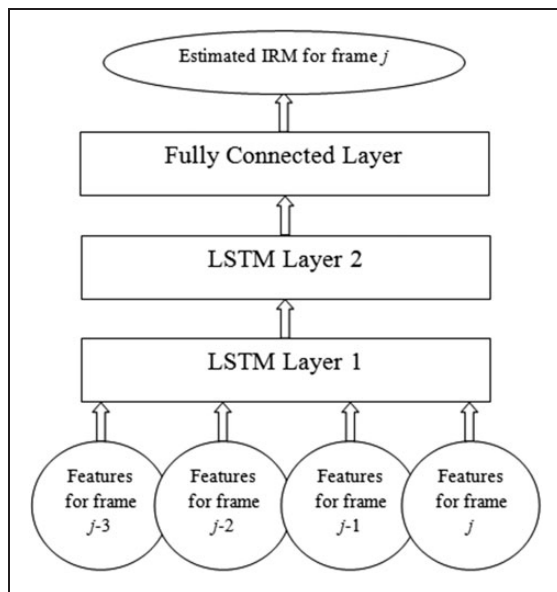 Estimated IRM for frame j
Fully Connected Layer
LSTM Layer 2
LSTM Layer 1
Features
for frame
j-3
Features
for frame
j-2
Features
for frame
j-1
Features
for frame
j